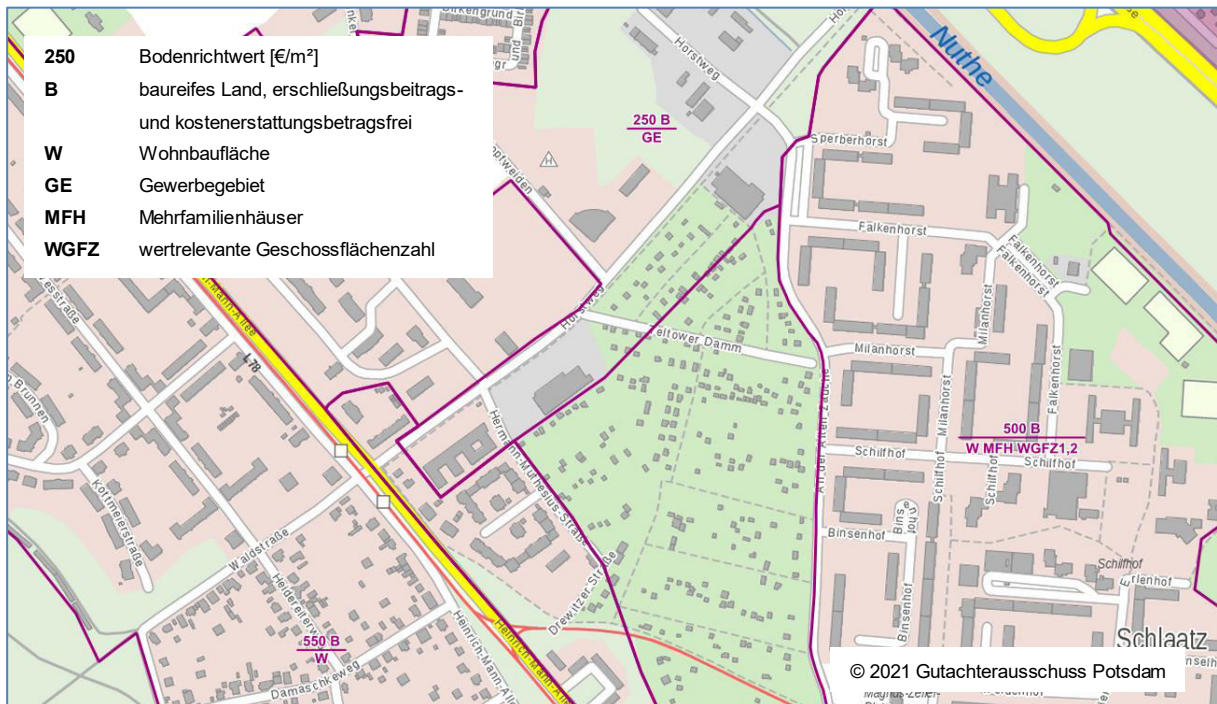 250 Bodenrichtwert [€/m²]
B baureifes Land, erschließungsbeitrags-
und kostenerstattungsbetragsfrei
W Wohnbaufläche
GE Gewerbegebiet
MFH Mehrfamilienhäuser
WGFZ wertrelevante Geschossflächenzahl
Horstweg
Nuthe
250 B
GE
Sperberhorst
Falkenhorst
Falkenhorst
Falkenhorst
Horstweg
Teltower Damm
Milanhorst
Milanhorst
Milanhorst
Falkenhorst
L78
An der Alten Zauche
500 B
W MFH WGFZ1,2
Schilfhof
Schilfhof
Schilfhof
Schilfhof
Hermann-Muthesius-Straße
Kottmeierstraße
Waldstraße
Binsenhof
Binsenhof
Schilfhof
Erlenhof
Heidereiterweg
Drewitzer-Straße
Heinrich-Mann-Allee
550 B
W
Damaschkeweg
Schlaatz
© 2021 Gutachterausschuss Potsdam